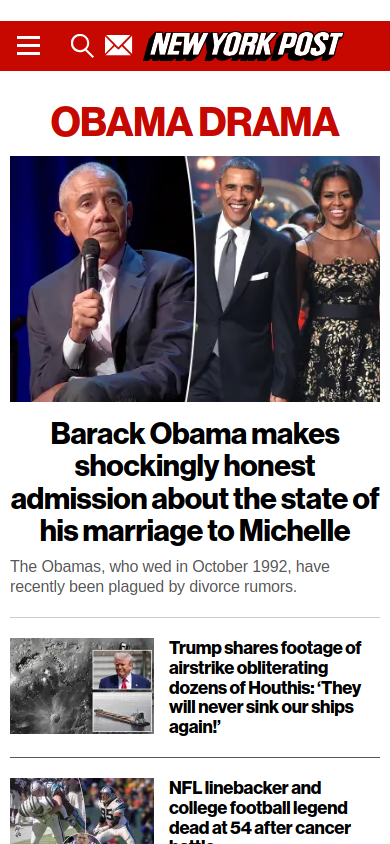 NEW YORK POST
OBAMA DRAMA
Barack Obama makes
shockingly honest
admission about the state of
his marriage to Michelle
The Obamas, who wed in October 1992, have
recently been plagued by divorce rumors.
Trump shares footage of
airstrike obliterating
dozens of Houthis: ‘They
will never sink our ships
again!’
NFL linebacker and
college football legend
dead at 54 after cancer
battle